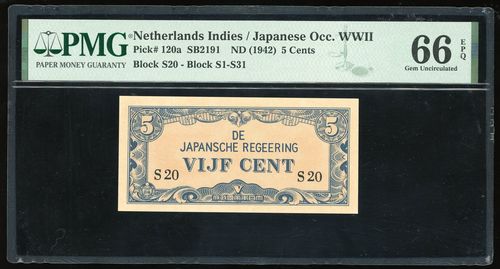 PMG
PAPER MONEY GUARANTY
Netherlands Indies / Japanese Occ. WWII
Pick# 120a SB2191 ND (1942) 5 Cents
Block S20 - Block S1-S31
66 EPQ
Gem Uncirculated
5 5
DE
JAPANSCHE REGEERING
VIJF CENT
S 20 S 20
V